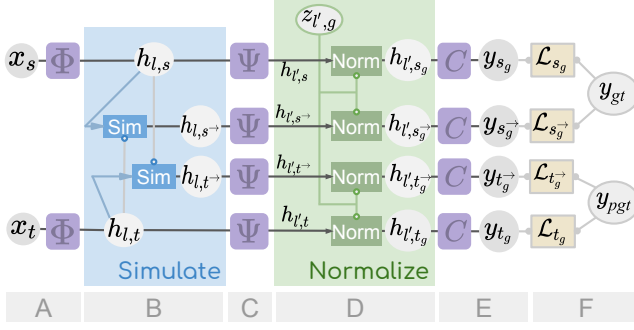 z_{l',g}
x_s Φ h_{l,s} Ψ h_{l',s} Norm h_{l',s_g} C y_{s_g} ℒ_{s_g}
y_{gt}
Sim h_{l,s→} Ψ h_{l',s→} Norm h_{l',s_g→} C y_{s_g→} ℒ_{s_g→}
Sim h_{l,t→} Ψ h_{l',t→} Norm h_{l',t_g→} C y_{t_g→} ℒ_{t_g→}
y_{pgt}
x_t Φ h_{l,t} Ψ h_{l',t} Norm h_{l',t_g} C y_{t_g} ℒ_{t_g}
Simulate Normalize
A B C D E F